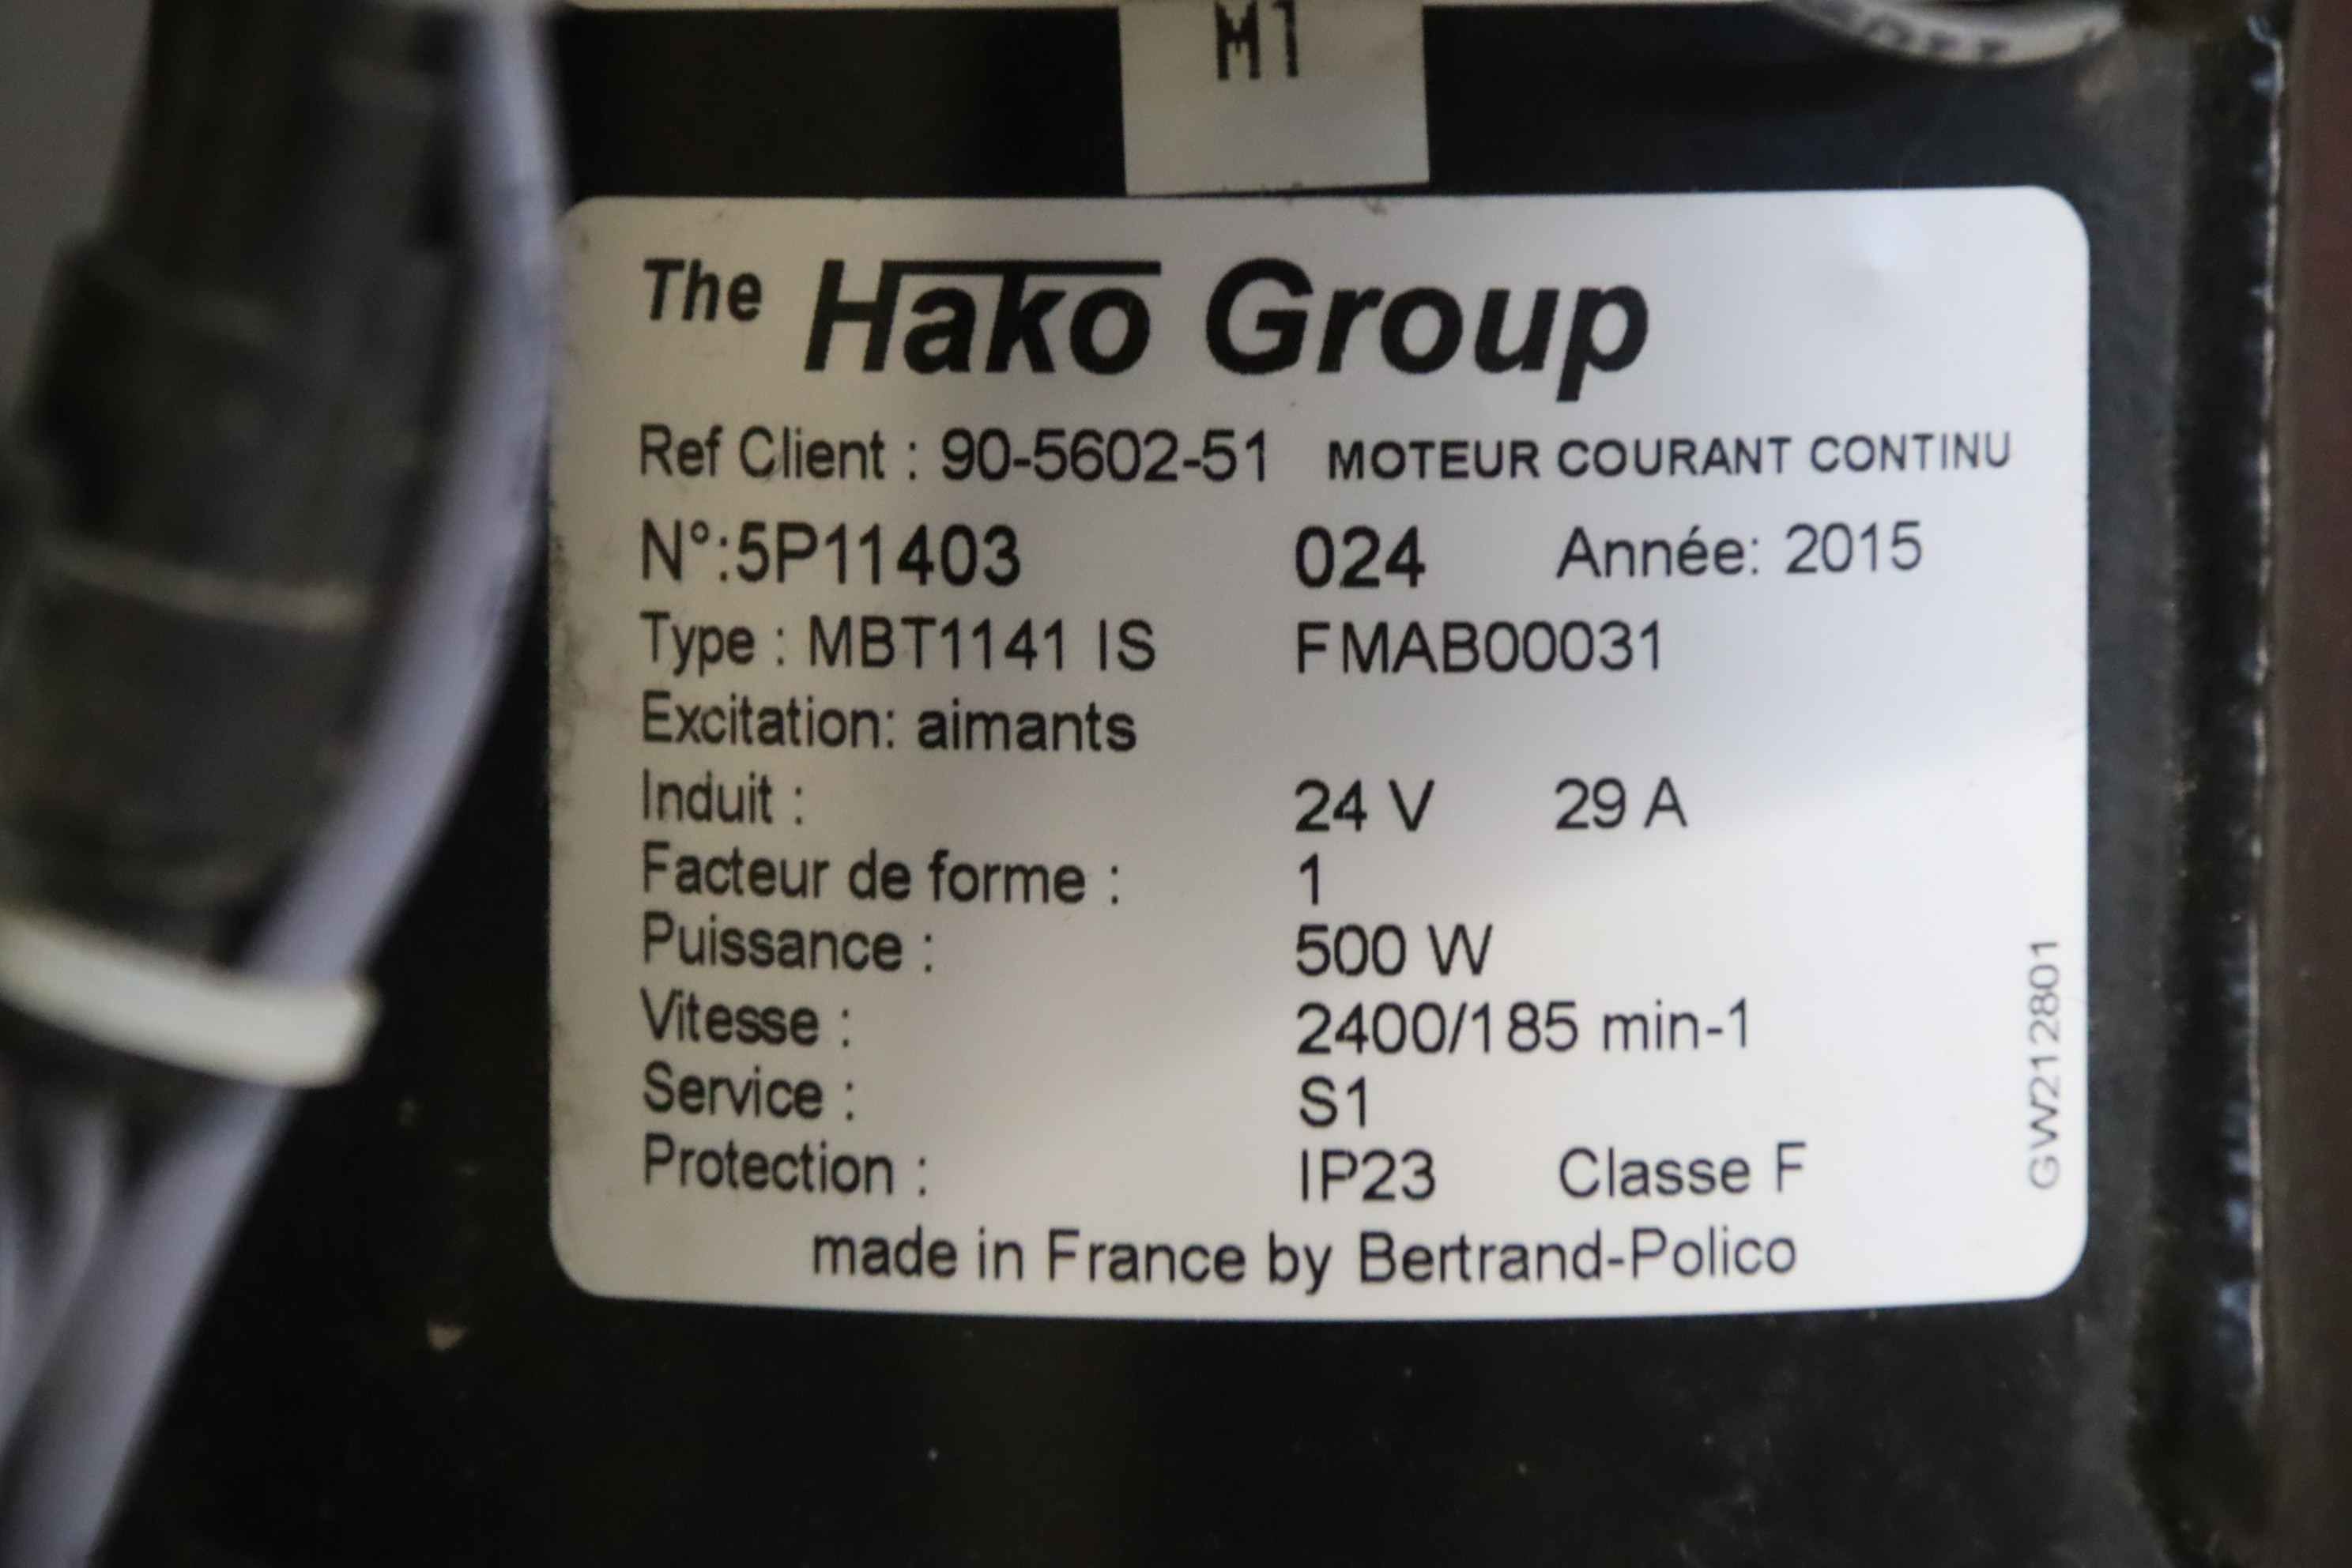 M1
The Hako Group
Ref Client : 90-5602-51 MOTEUR COURANT CONTINU
N°:5P11403 024 Année: 2015
Type : MBT1141 IS FMAB00031
Excitation: aimants
Induit : 24 V 29 A
Facteur de forme : 1
Puissance : 500 W
Vitesse : 2400/185 min-1
Service : S1
Protection : IP23 Classe F
made in France by Bertrand-Polico
GW212801